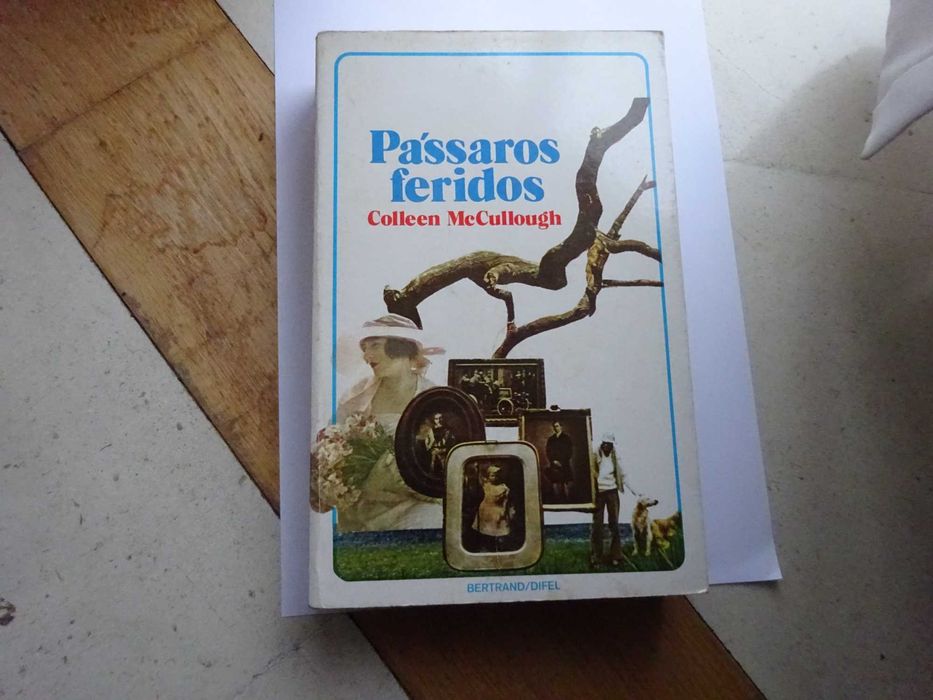 Pássaros
feridos
Colleen McCullough
BERTRAND/DIFEL